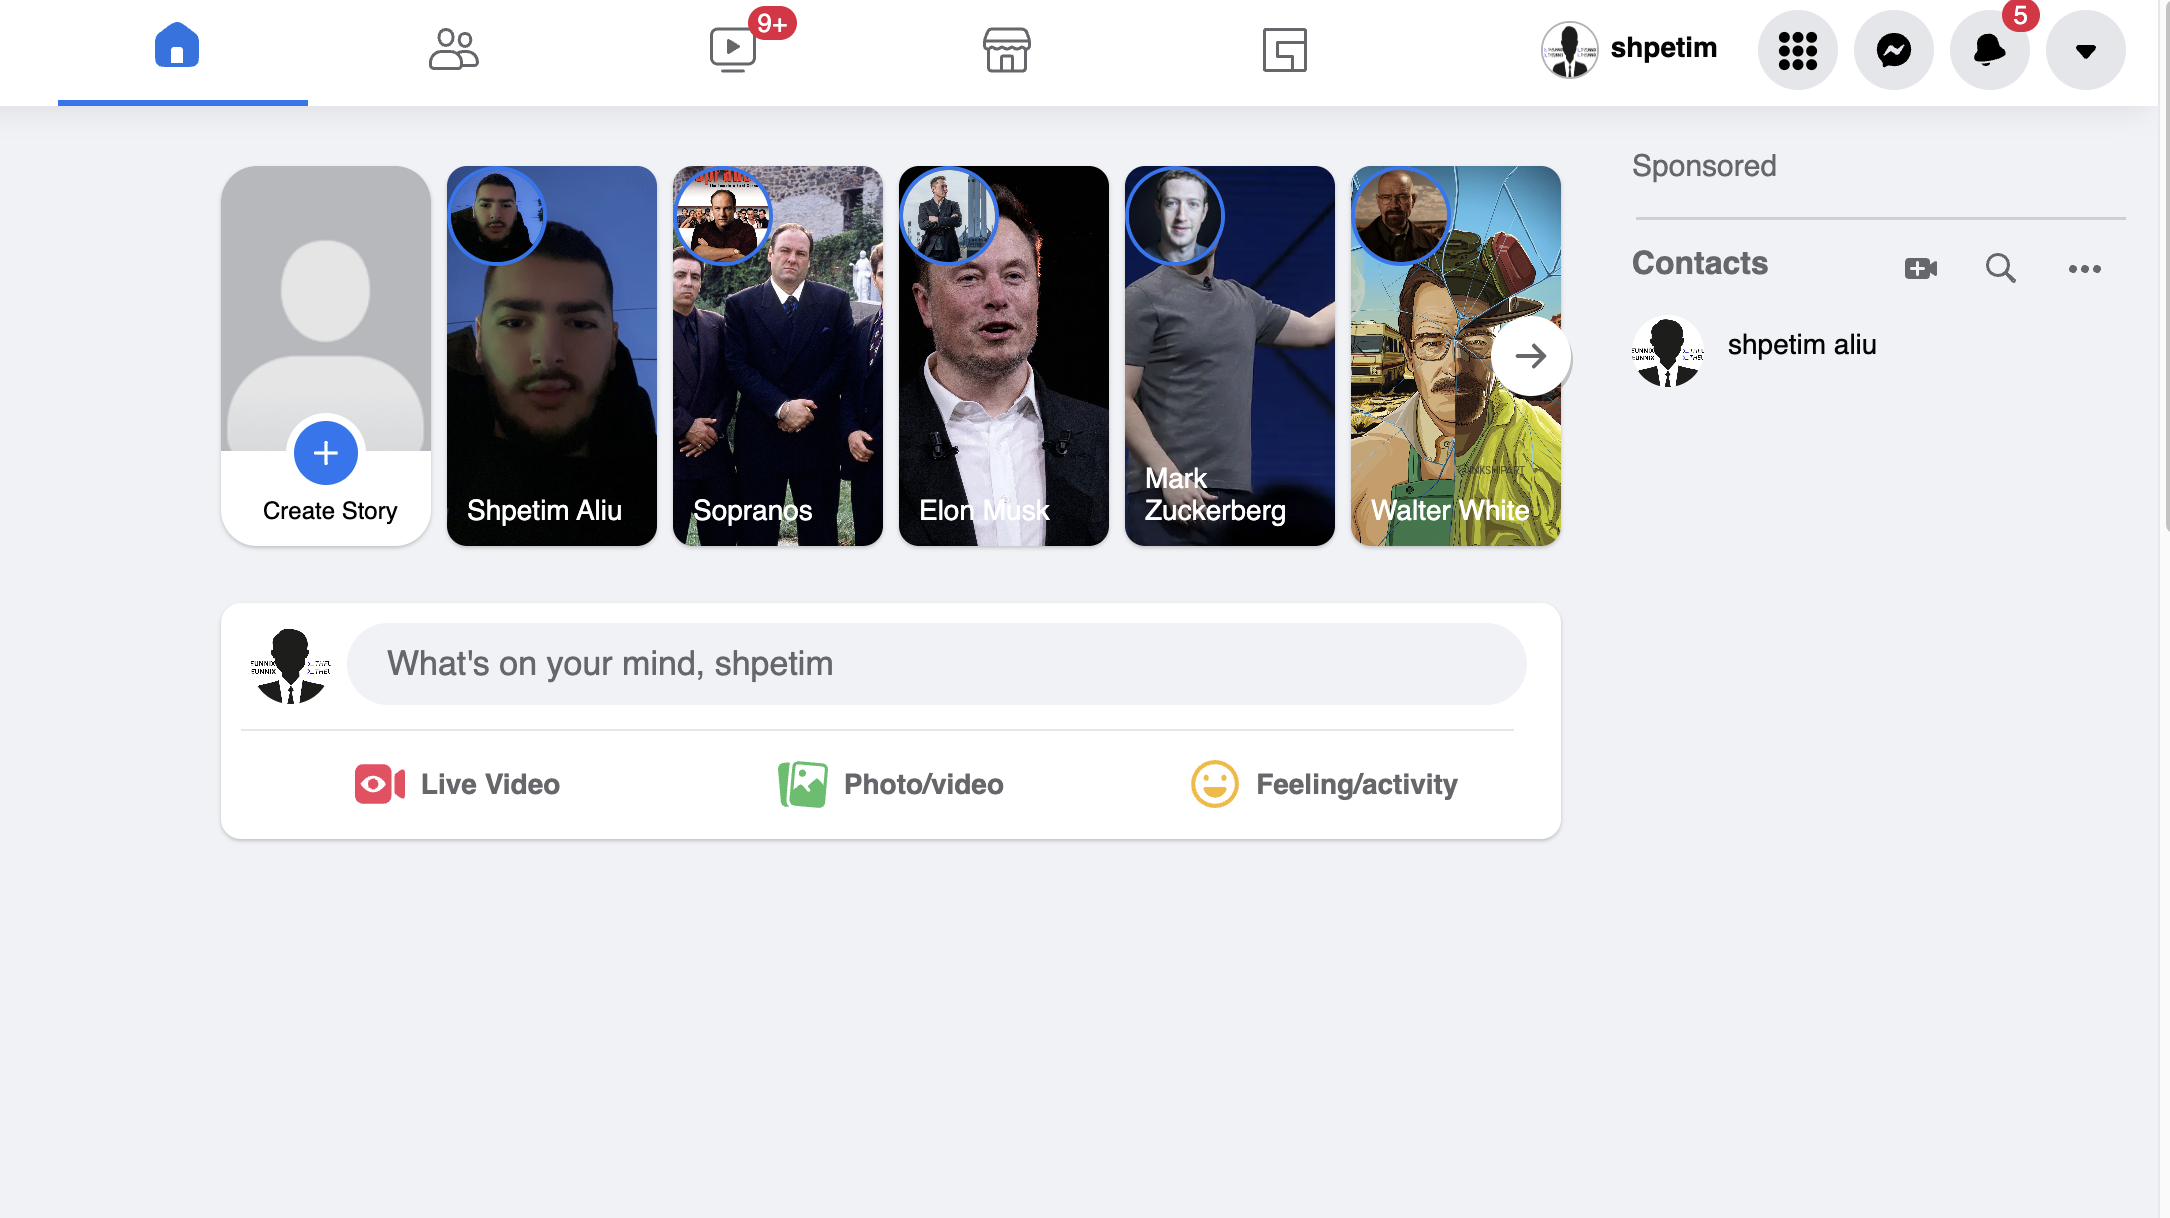 9+
shpetim
5
Sponsored
Contacts
shpetim aliu
Create Story
Shpetim Aliu
Sopranos
Elon Musk
Mark
Zuckerberg
Walter White
What's on your mind, shpetim
Live Video
Photo/video
Feeling/activity